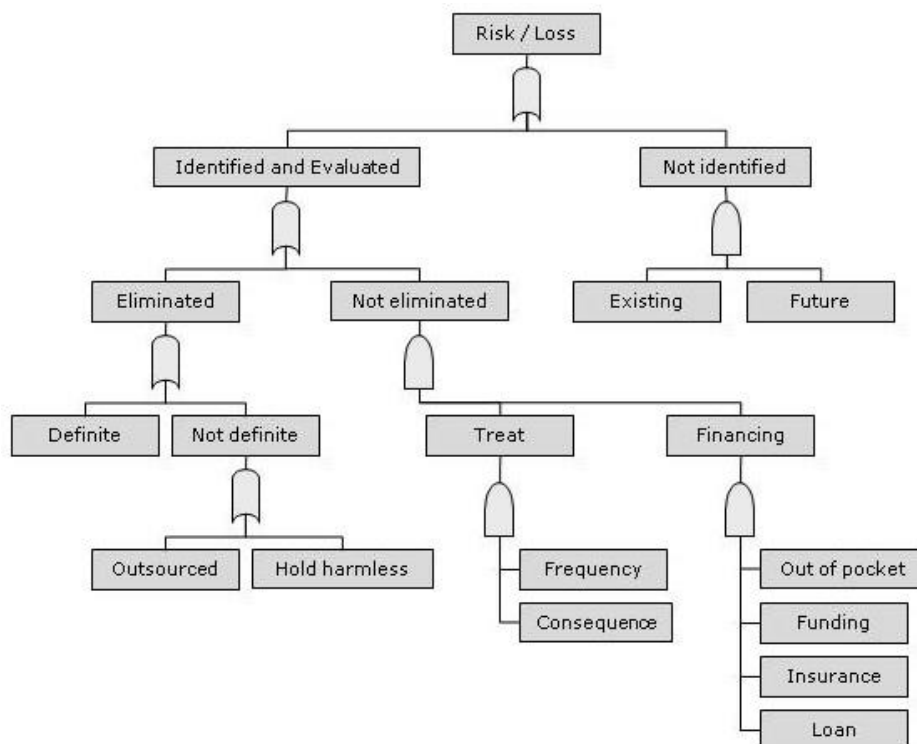 Risk / Loss
Identified and Evaluated
Not identified
Eliminated
Not eliminated
Existing
Future
Definite
Not definite
Treat
Financing
Outsourced
Hold harmless
Frequency
Out of pocket
Consequence
Funding
Insurance
Loan